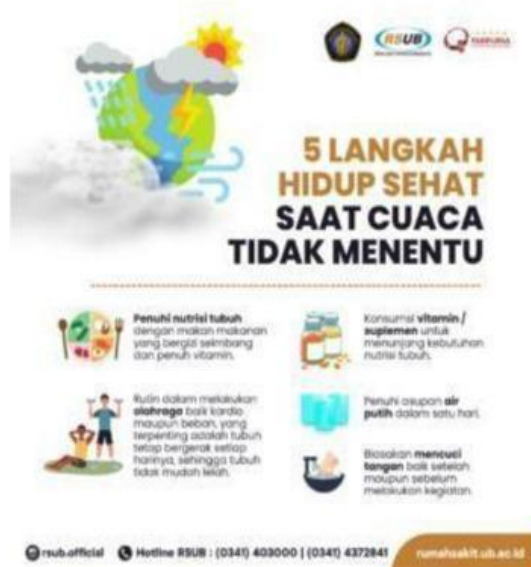 RSUB
PARIPURNA
5 LANGKAH
HIDUP SEHAT
SAAT CUACA
TIDAK MENENTU
Penuhi nutrisi tubuh
dengan makan makanan
yang bergizi seimbang
dan penuh vitamin.
Rutin dalam melakukan
olahraga baik kardio
maupun beban, yang
terpenting adalah tubuh
tetap bergerak setiap
harinya, sehingga tubuh
tidak mudah lelah.
Konsumsi vitamin /
suplemen untuk
menunjang kebutuhan
nutrisi tubuh.
Penuhi asupan air
putih dalam satu hari.
Biasakan mencuci
tangan baik setelah
maupun sebelum
melakukan kegiatan.
rsub.official
Hotline RSUB : (0341) 403000 | (0341) 4372841
rumahsakit.ub.ac.id